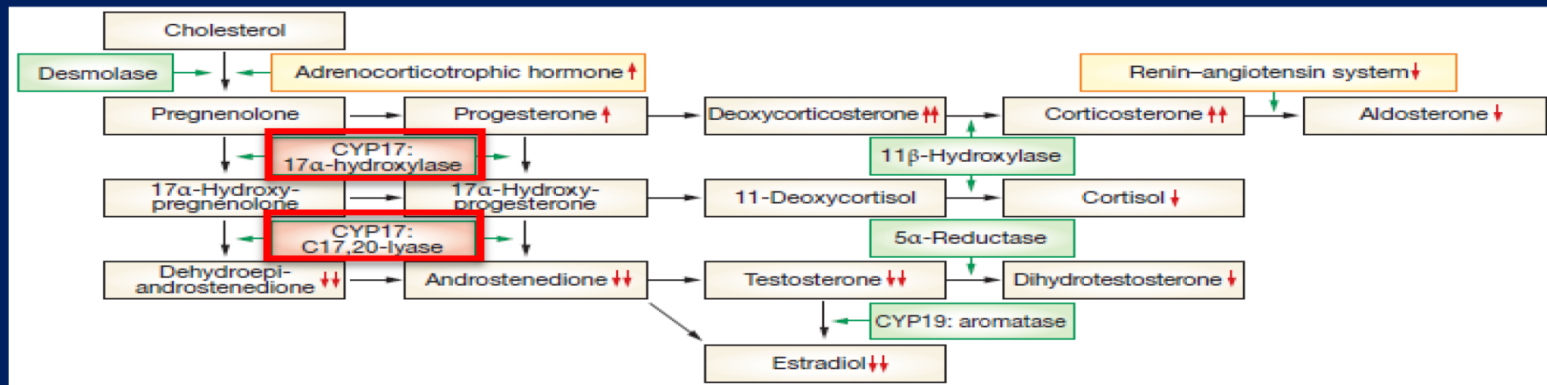 Cholesterol
Desmolase
Adrenocorticotrophic hormone ↑
Renin–angiotensin system ↓
Pregnenolone
Progesterone ↑
Deoxycorticosterone ↑↑
Corticosterone ↑↑
Aldosterone ↓
CYP17:
17α-hydroxylase
11β-Hydroxylase
17α-Hydroxy-
pregnenolone
17α-Hydroxy-
progesterone
11-Deoxycortisol
Cortisol ↓
CYP17:
C17,20-lyase
5α-Reductase
Dehydroepi-
androstenedione ↓↓
Androstenedione ↓↓
Testosterone ↓↓
Dihydrotestosterone ↓
CYP19: aromatase
Estradiol ↓↓